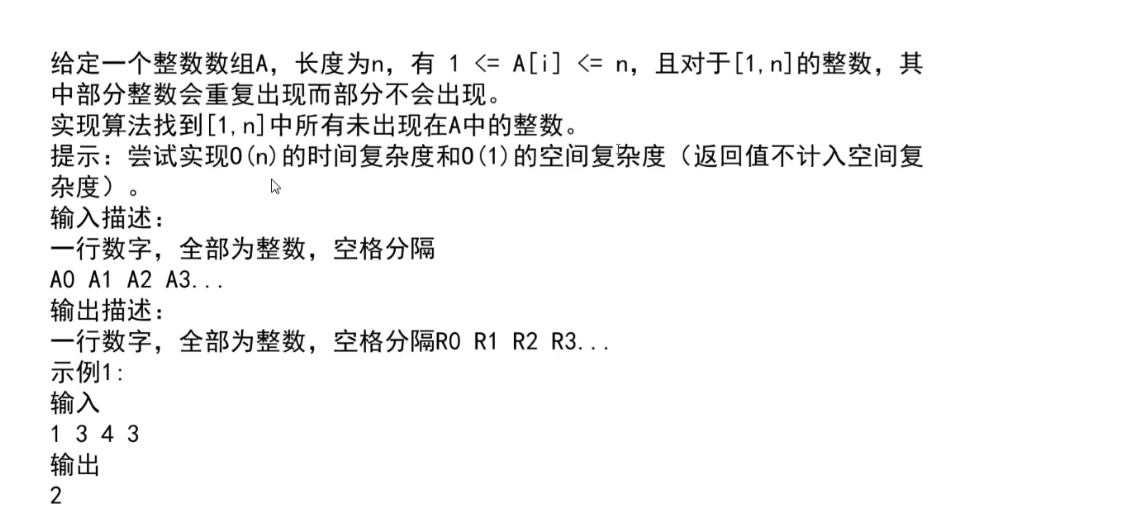 给定一个整数数组A，长度为n，有 1 <= A[i] <= n，且对于[1,n]的整数，其
中部分整数会重复出现而部分不会出现。
实现算法找到[1,n]中所有未出现在A中的整数。
提示：尝试实现O(n)的时间复杂度和O(1)的空间复杂度（返回值不计入空间复
杂度）。
输入描述：
一行数字，全部为整数，空格分隔
A0 A1 A2 A3...
输出描述：
一行数字，全部为整数，空格分隔R0 R1 R2 R3...
示例1:
输入
1 3 4 3
输出
2